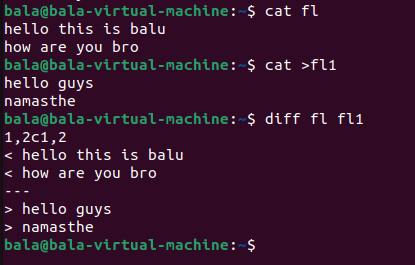 bala@bala-virtual-machine:~$ cat fl
hello this is balu
how are you bro
bala@bala-virtual-machine:~$ cat >fl1
hello guys
namasthe
bala@bala-virtual-machine:~$ diff fl fl1
1,2c1,2
< hello this is balu
< how are you bro
---
> hello guys
> namasthe
bala@bala-virtual-machine:~$